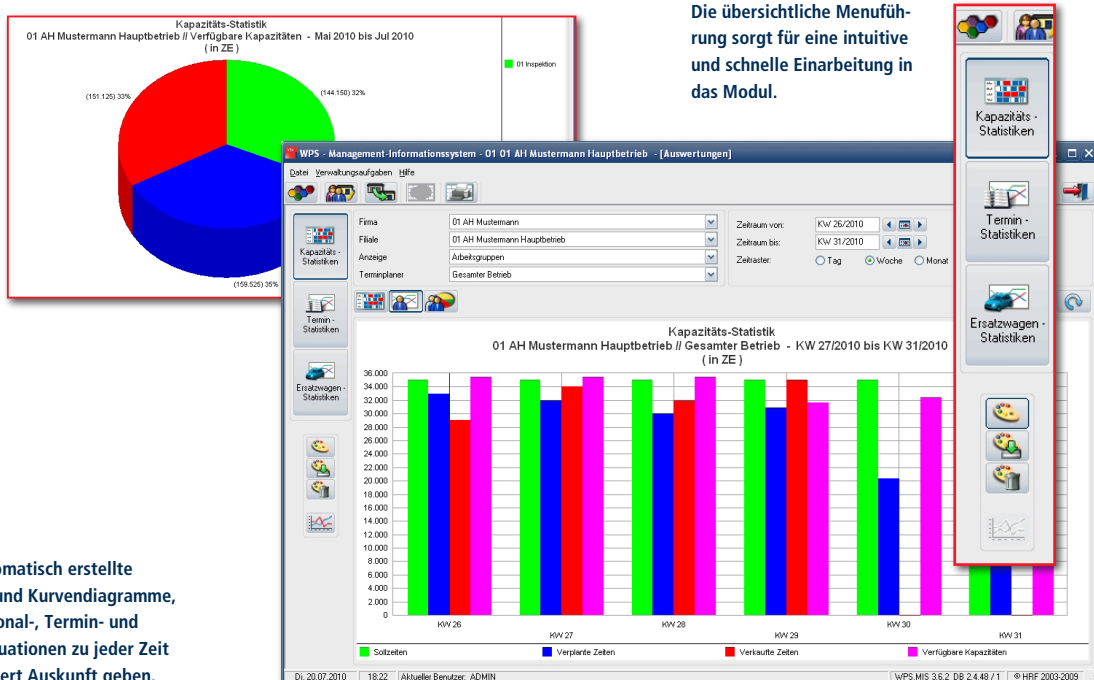 Kapazitäts-Statistik
01 AH Mustermann Hauptbetrieb // Verfügbare Kapazitäten - Mai 2010 bis Jul 2010
( in ZE )
01 Inspektion
(151.125) 33%
(144.150) 32%
(159.525) 35%
Die übersichtliche Menufüh-
rung sorgt für eine intuitive
und schnelle Einarbeitung in
das Modul.
Kapazitäts -
Statistiken
Termin -
Statistiken
Ersatzwagen -
Statistiken
WPS - Management-Informationssystem - 01 01 AH Mustermann Hauptbetrieb - [Auswertungen]
Datei Verwaltungsaufgaben Hilfe
Kapazitäts -
Statistiken
Termin -
Statistiken
Ersatzwagen -
Statistiken
Firma 01 AH Mustermann
Filiale 01 AH Mustermann Hauptbetrieb
Anzeige Arbeitsgruppen
Terminplaner Gesamter Betrieb
Zeitraum von: KW 26/2010
Zeitraum bis: KW 31/2010
Zeitraster: Tag Woche Monat
Kapazitäts-Statistik
01 AH Mustermann Hauptbetrieb // Gesamter Betrieb - KW 27/2010 bis KW 31/2010
( in ZE )
36.000
34.000
32.000
30.000
28.000
26.000
24.000
22.000
20.000
18.000
16.000
14.000
12.000
10.000
8.000
6.000
4.000
2.000
0
KW 26
KW 27
KW 28
KW 29
KW 30
KW 31
Sollzeiten
Verplante Zeiten
Verkaufte Zeiten
Verfügbare Kapazitäten
Di, 20.07.2010 18:22 Aktueller Benutzer: ADMIN WPS.MIS 3.6.2 DB 2.4.48 / 1 © HRF 2003-2009
omatisch erstellte
und Kurvendiagramme,
onal-, Termin- und
uationen zu jeder Zeit
ert Auskunft geben.